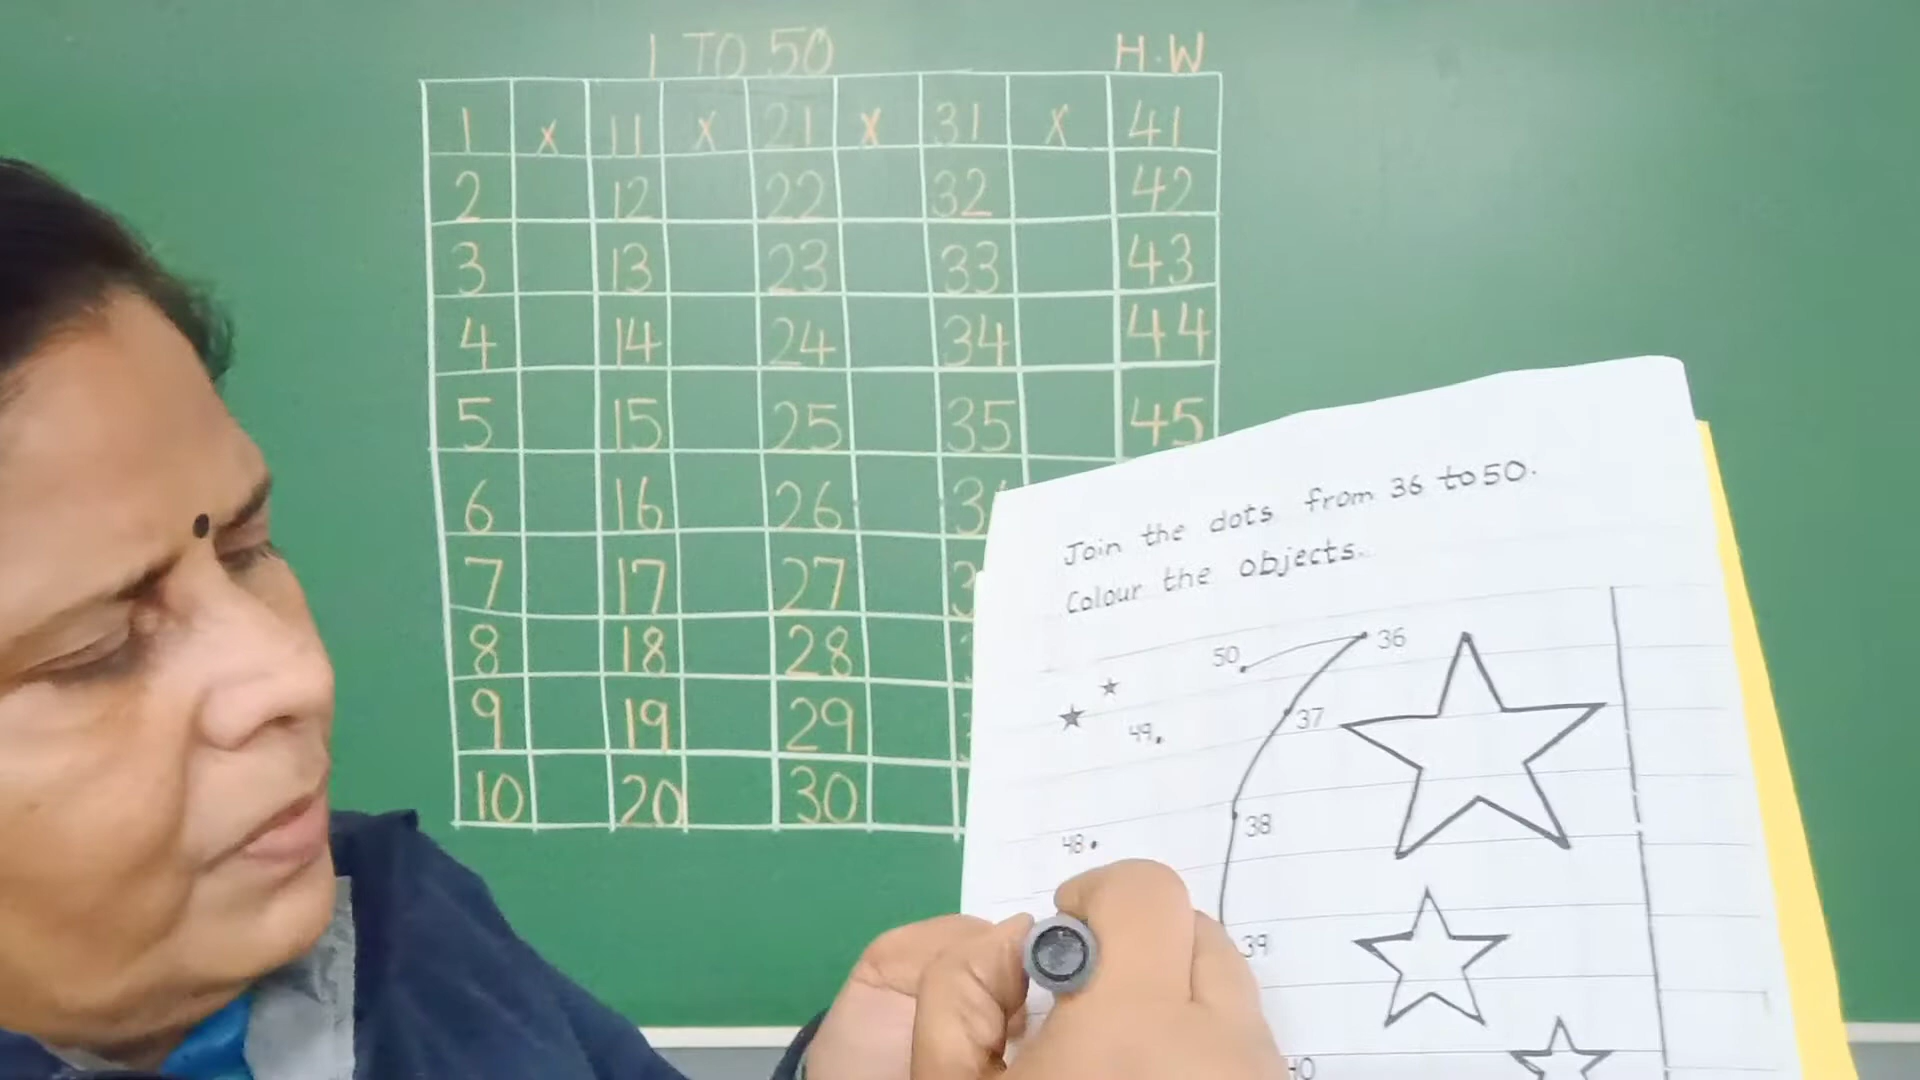 1 TO 50 H.W
1 x 11 x 21 x 31 x 41
2 12 22 32 42
3 13 23 33 43
4 14 24 34 44
5 15 25 35 45
6 16 26
7 17 27
8 18 28
9 19 29
10 20 30
Join the dots from 36 to 50.
Colour the objects.
50 36
49 37
48 38
39
40